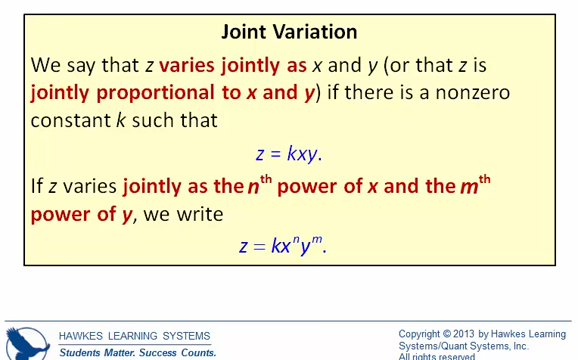 Joint Variation
We say that z varies jointly as x and y (or that z is
jointly proportional to x and y) if there is a nonzero
constant k such that
z = kxy.
If z varies jointly as the nth power of x and the mth
power of y, we write
z = kxⁿyᵐ.
HAWKES LEARNING SYSTEMS
Students Matter. Success Counts.
Copyright © 2013 by Hawkes Learning
Systems/Quant Systems, Inc.
All rights reserved.